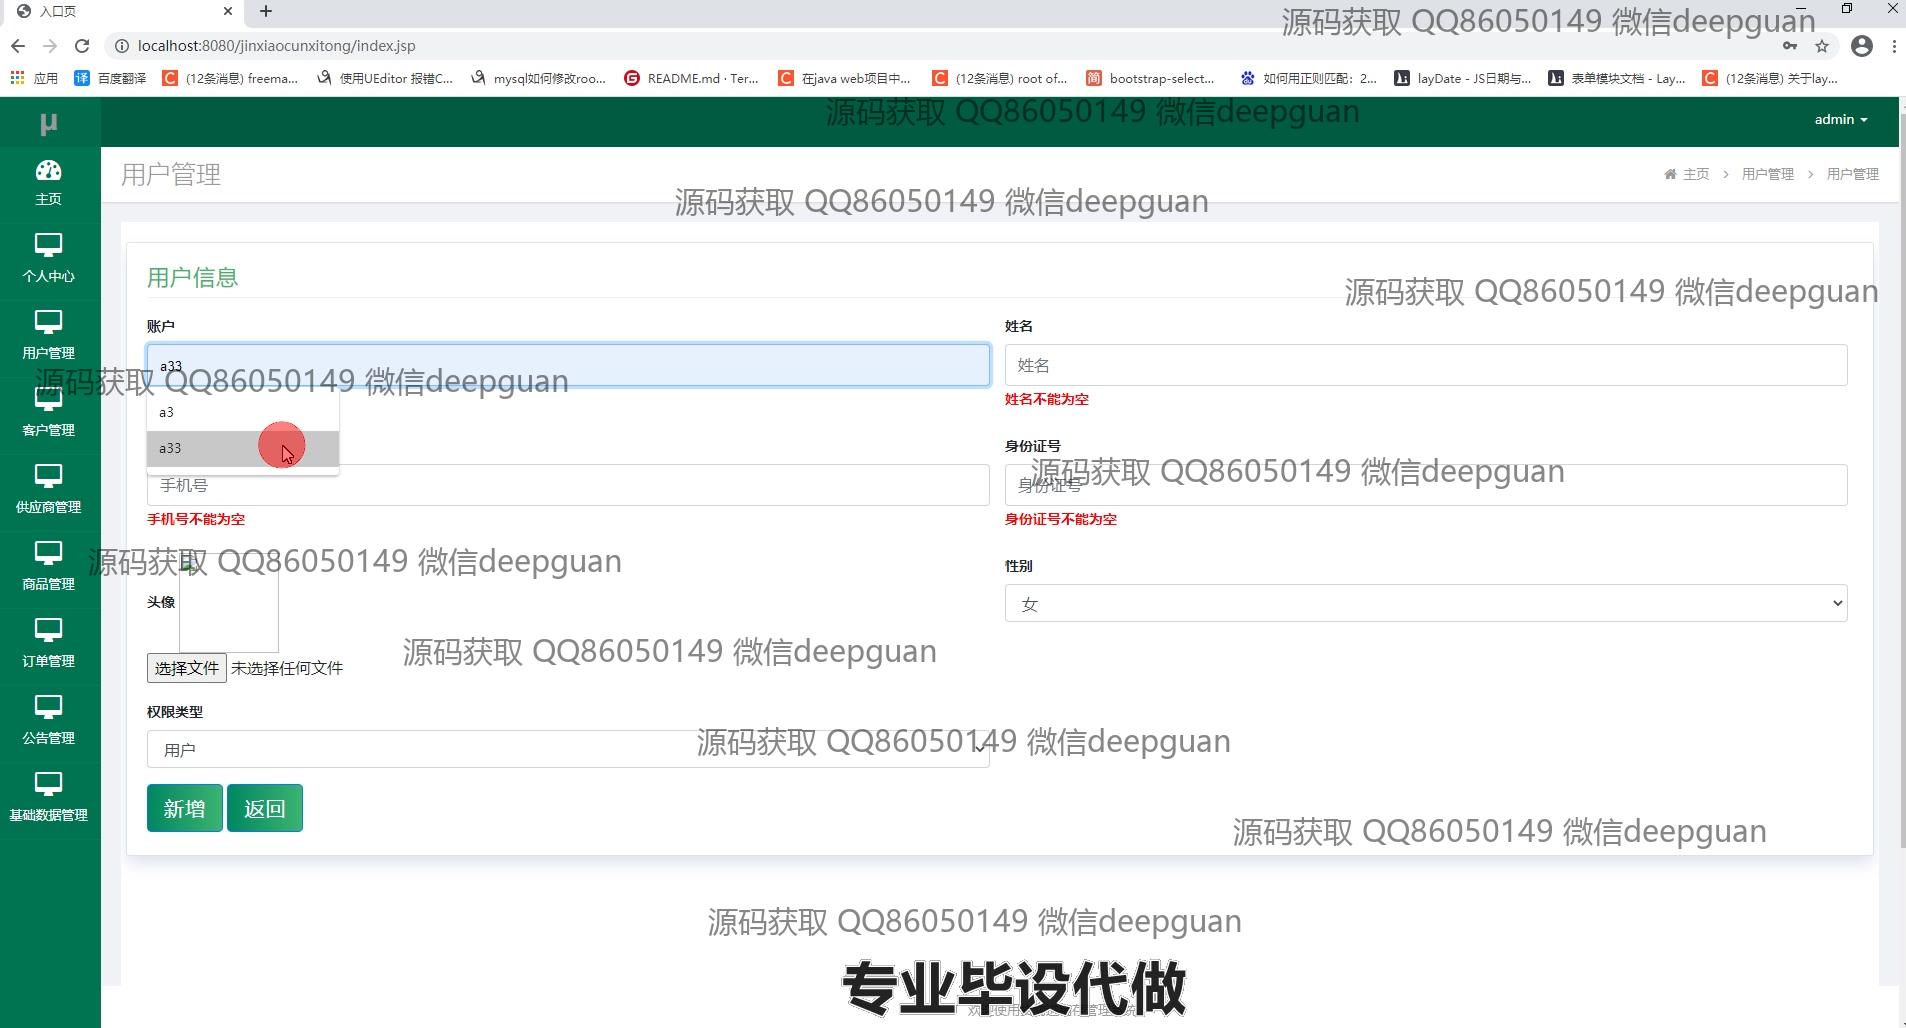 入口页
localhost:8080/jinxiaocunxitong/index.jsp
源码获取 QQ86050149 微信deepguan
应用 百度翻译 (12条消息) freema... 使用UEditor 报错C... mysql如何修改roo... README.md · Ter... 在java web项目中... (12条消息) root of... bootstrap-select... 如何用正则匹配：2... layDate - JS日期与... 表单模块文档 - Lay... (12条消息) 关于lay...
μ
源码获取 QQ86050149 微信deepguan
admin
主页
用户管理
主页 > 用户管理 > 用户管理
源码获取 QQ86050149 微信deepguan
个人中心
用户信息
源码获取 QQ86050149 微信deepguan
账户
姓名
用户管理
a33
姓名
源码获取 QQ86050149 微信deepguan
姓名不能为空
a3
客户管理
a33
身份证号
源码获取 QQ86050149 微信deepguan
手机号
身份证号
供应商管理
手机号不能为空
身份证号不能为空
源码获取 QQ86050149 微信deepguan
性别
商品管理
头像
女
源码获取 QQ86050149 微信deepguan
订单管理
选择文件 未选择任何文件
权限类型
公告管理
用户
源码获取 QQ86050149 微信deepguan
基础数据管理
新增 返回
源码获取 QQ86050149 微信deepguan
源码获取 QQ86050149 微信deepguan
专业毕设代做